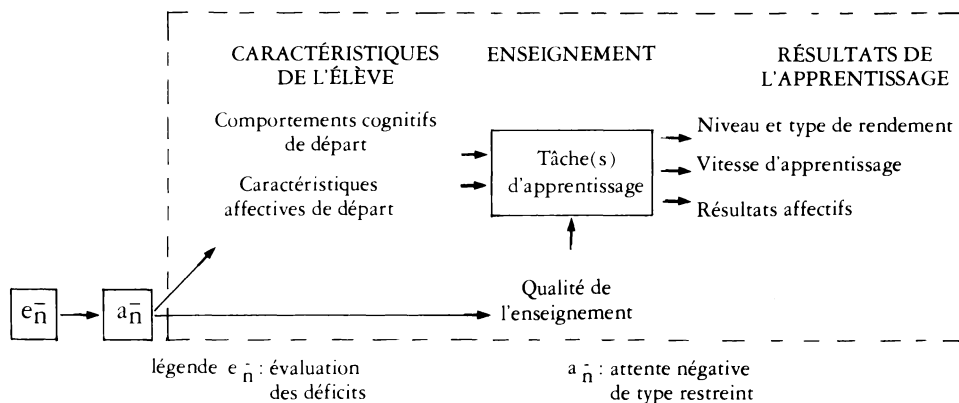 CARACTÉRISTIQUES
DE L'ÉLÈVE
ENSEIGNEMENT
RÉSULTATS DE
L'APPRENTISSAGE
Comportements cognitifs
de départ
Caractéristiques
affectives de départ
Tâche(s)
d'apprentissage
Niveau et type de rendement
Vitesse d'apprentissage
Résultats affectifs
Qualité de
l'enseignement
e n̄
a n̄
légende e n̄ : évaluation
des déficits
a n̄ : attente négative
de type restreint